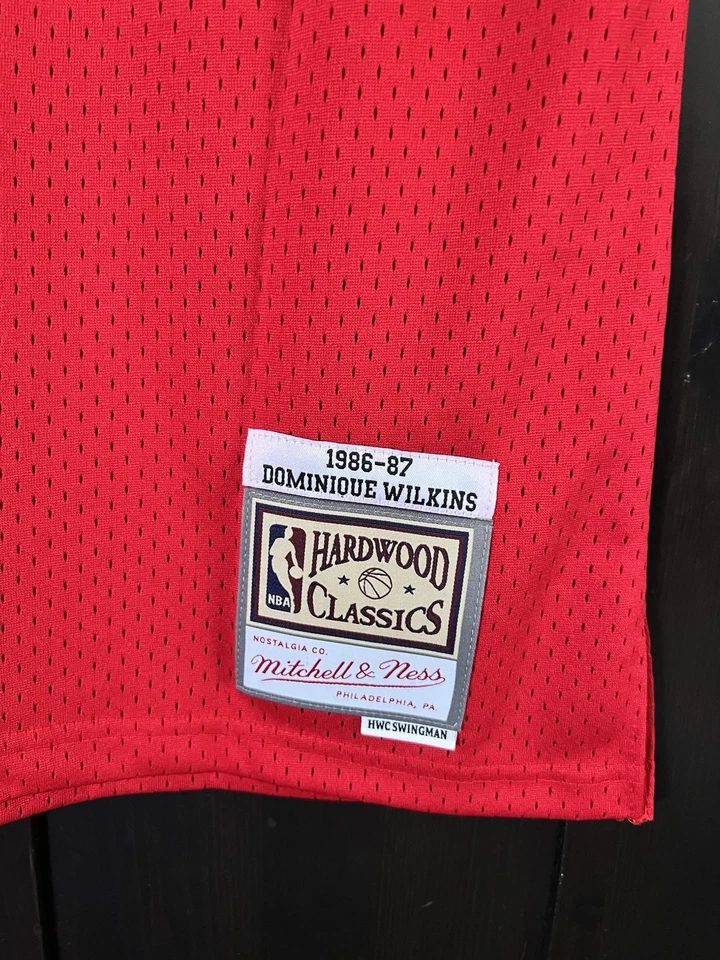 1986-87
DOMINIQUE WILKINS
HARDWOOD
NBA
CLASSICS
NOSTALGIA CO.
Mitchell & Ness
PHILADELPHIA, PA.
HWC SWINGMAN